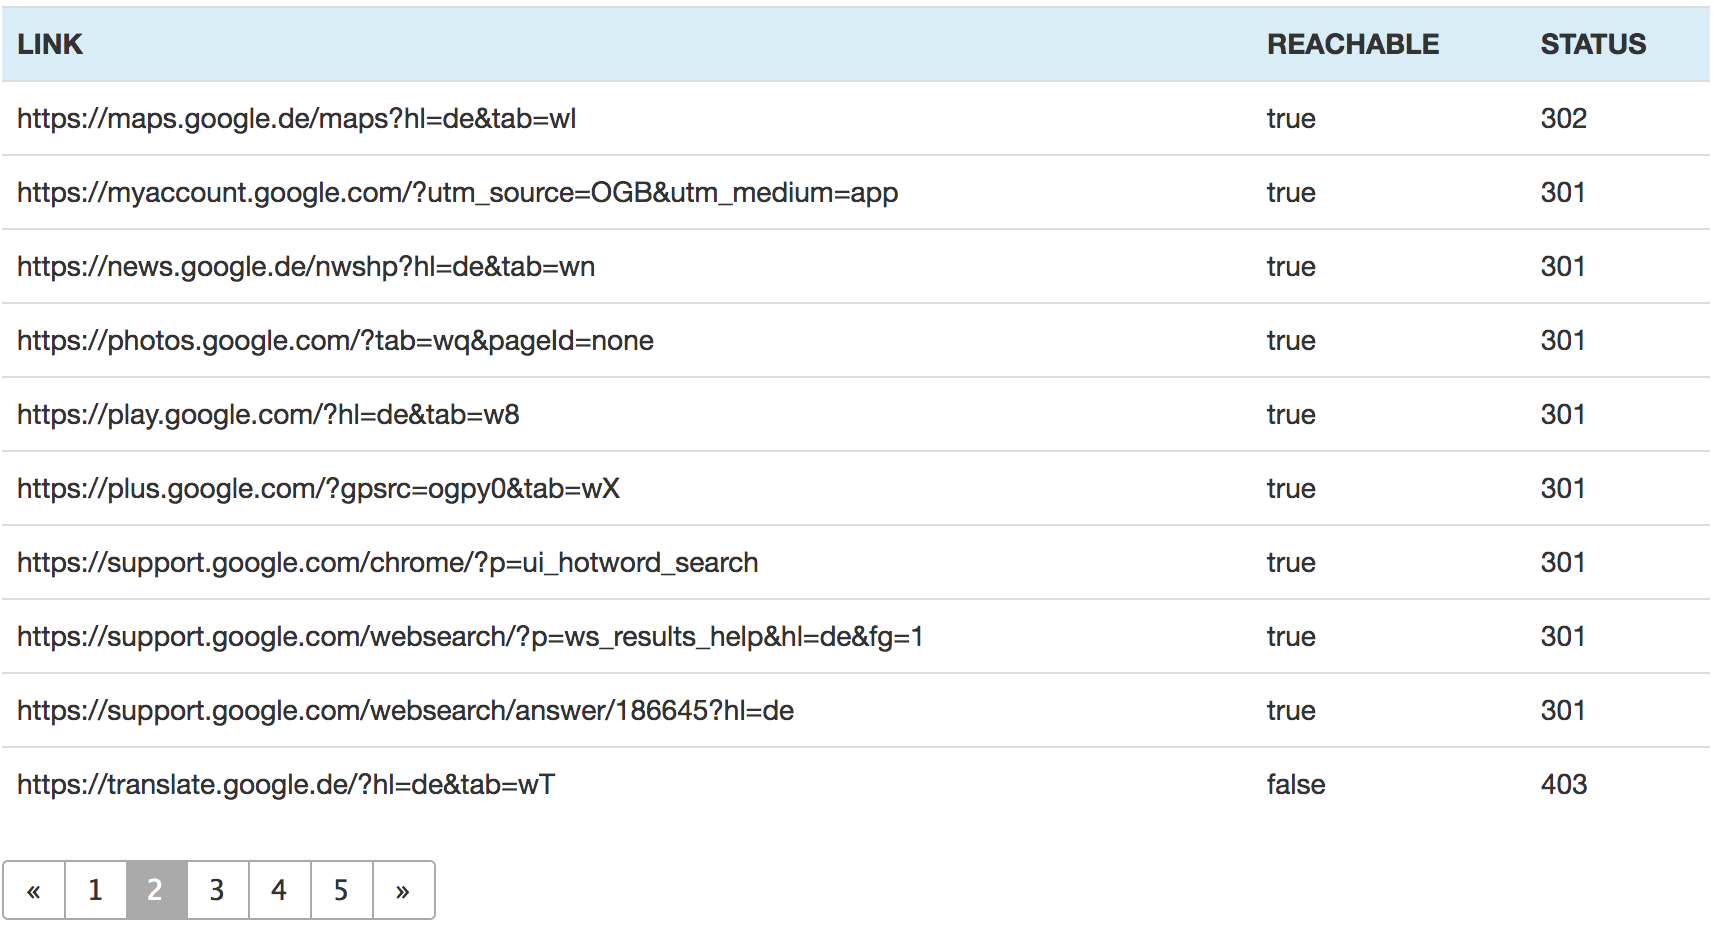 LINK REACHABLE STATUS
https://maps.google.de/maps?hl=de&tab=wl true 302
https://myaccount.google.com/?utm_source=OGB&utm_medium=app true 301
https://news.google.de/nwshp?hl=de&tab=wn true 301
https://photos.google.com/?tab=wq&pageId=none true 301
https://play.google.com/?hl=de&tab=w8 true 301
https://plus.google.com/?gpsrc=ogpy0&tab=wX true 301
https://support.google.com/chrome/?p=ui_hotword_search true 301
https://support.google.com/websearch/?p=ws_results_help&hl=de&fg=1 true 301
https://support.google.com/websearch/answer/186645?hl=de true 301
https://translate.google.de/?hl=de&tab=wT false 403
« 1 2 3 4 5 »